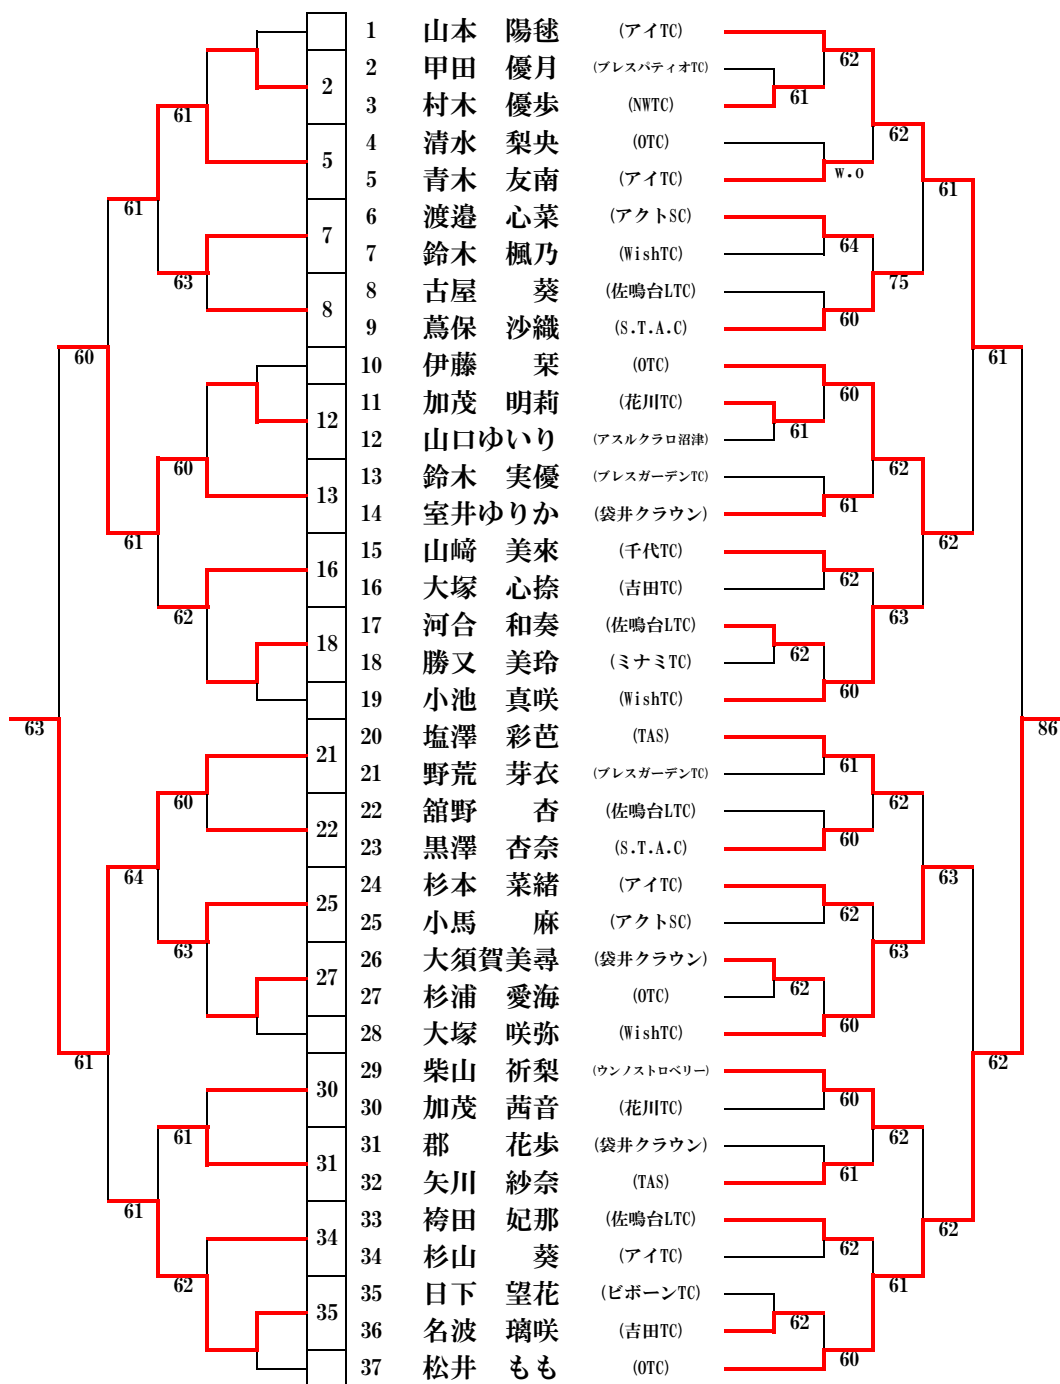 1 山本 陽毬 (アイTC)
2 甲田 優月 (ブレスパティオTC)
62
2
61
3 村木 優歩 (NWTC)
61
4 清水 梨央 (OTC)
62
5
5 青木 友南 (アイTC)
w.o
61
61
6 渡邉 心菜 (アクトSC)
7
64
7 鈴木 楓乃 (WishTC)
63
75
8 古屋 葵 (佐鳴台LTC)
8
60
9 蔦保 沙織 (S.T.A.C)
60
61
10 伊藤 栞 (OTC)
60
11 加茂 明莉 (花川TC)
12
61
12 山口ゆいり (アスルクラロ沼津)
60
62
13 鈴木 実優 (ブレスガーデンTC)
13
61
14 室井ゆりか (袋井クラウン)
61
62
15 山﨑 美來 (千代TC)
16
62
16 大塚 心捺 (吉田TC)
62
63
17 河合 和奏 (佐鳴台LTC)
18
62
18 勝又 美玲 (ミナミTC)
60
19 小池 真咲 (WishTC)
63
86
20 塩澤 彩芭 (TAS)
21
61
21 野荒 芽衣 (ブレスガーデンTC)
60
62
22 舘野 杏 (佐鳴台LTC)
22
60
23 黒澤 杏奈 (S.T.A.C)
64
63
24 杉本 菜緒 (アイTC)
25
62
25 小馬 麻 (アクトSC)
63
63
26 大須賀美尋 (袋井クラウン)
27
62
27 杉浦 愛海 (OTC)
60
28 大塚 咲弥 (WishTC)
61
62
29 柴山 祈梨 (ウンノストロベリー)
30
60
30 加茂 茜音 (花川TC)
61
62
31 郡 花歩 (袋井クラウン)
31
61
32 矢川 紗奈 (TAS)
61
62
33 袴田 妃那 (佐鳴台LTC)
34
62
34 杉山 葵 (アイTC)
62
61
35 日下 望花 (ビボーンTC)
35
62
36 名波 璃咲 (吉田TC)
60
37 松井 もも (OTC)